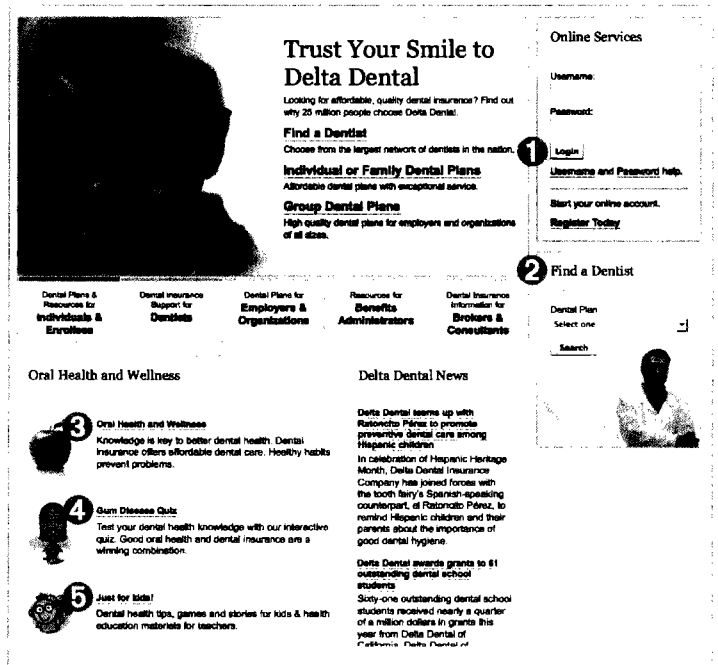 Trust Your Smile to
Delta Dental
Looking for affordable, quality dental insurance? Find out
why 25 million people choose Delta Dental.
Find a Dentist
Choose from the largest network of dentists in the nation.
Individual or Family Dental Plans
Affordable dental plans with exceptional service.
Group Dental Plans
High quality dental plans for employers and organizations
of all sizes.
Online Services
Username:
Password:
1
Login
Username and Password help.
Start your online account.
Register Today
2
Find a Dentist
Dental Plan
Select one
Search
Dental Plans &
Resources for
Individuals &
Enrollees
Dental Insurance
Support for
Dentists
Dental Plans for
Employers &
Organizations
Resources for
Benefits
Administrators
Dental Insurance
Information for
Brokers &
Consultants
Oral Health and Wellness
3
Oral Health and Wellness
Knowledge is key to better dental health. Dental
insurance offers affordable dental care. Healthy habits
prevent problems.
4
Gum Disease Quiz
Test your dental health knowledge with our interactive
quiz. Good oral health and dental insurance are a
winning combination.
5
Just for kids!
Dental health tips, games and stories for kids & health
education materials for teachers.
Delta Dental News
Delta Dental teams up with
Ratoncito Pérez to promote
preventive dental care among
Hispanic children
In celebration of Hispanic Heritage
Month, Delta Dental Insurance
Company has joined forces with
the tooth fairy's Spanish-speaking
counterpart, el Ratoncito Pérez, to
remind Hispanic children and their
parents about the importance of
good dental hygiene.
Delta Dental awards grants to 61
outstanding dental school
students
Sixty-one outstanding dental school
students received nearly a quarter
of a million dollars in grants this
year from Delta Dental of
California, Delta Dental of